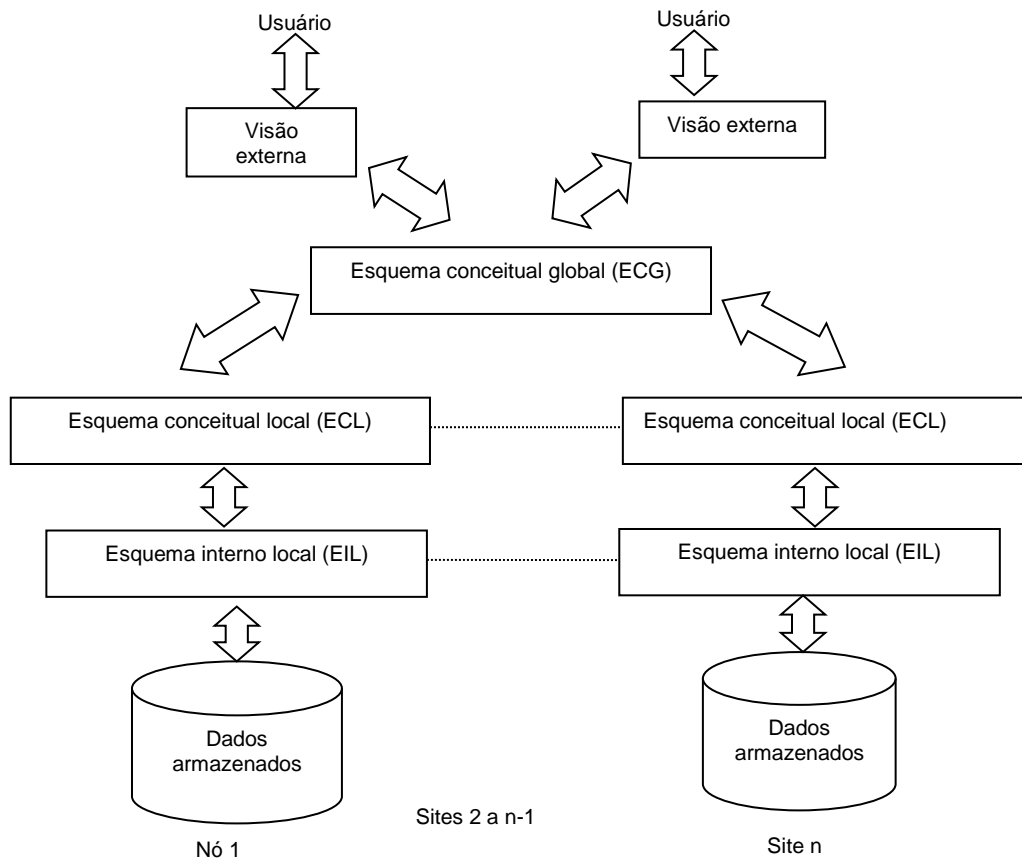 Usuário
Usuário
Visão
externa
Visão externa
Esquema conceitual global (ECG)
Esquema conceitual local (ECL)
Esquema conceitual local (ECL)
Esquema interno local (EIL)
Esquema interno local (EIL)
Dados
armazenados
Dados
armazenados
Sites 2 a n-1
Nó 1
Site n